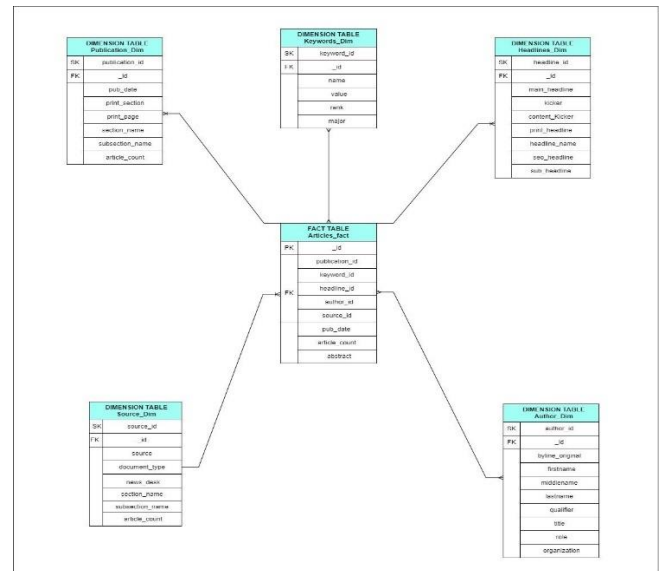 DIMENSION TABLE
Publication_Dim
SK publication_id
FK _id
pub_date
print_section
print_page
section_name
subsection_name
article_count
DIMENSION TABLE
Keywords_Dim
SK keyword_id
FK _id
name
value
rank
major
DIMENSION TABLE
Headlines_Dim
SK headline_id
FK _id
main_headline
kicker
content_Kicker
print_headline
headline_name
seo_headline
sub_headline
FACT TABLE
Articles_fact
PK _id
publication_id
keyword_id
FK headline_id
author_id
source_id
pub_date
article_count
abstract
DIMENSION TABLE
Source_Dim
SK source_id
FK _id
source
document_type
news_desk
section_name
subsection_name
article_count
DIMENSION TABLE
Author_Dim
SK author_id
FK _id
byline_original
firstname
middlename
lastname
qualifier
title
role
organization